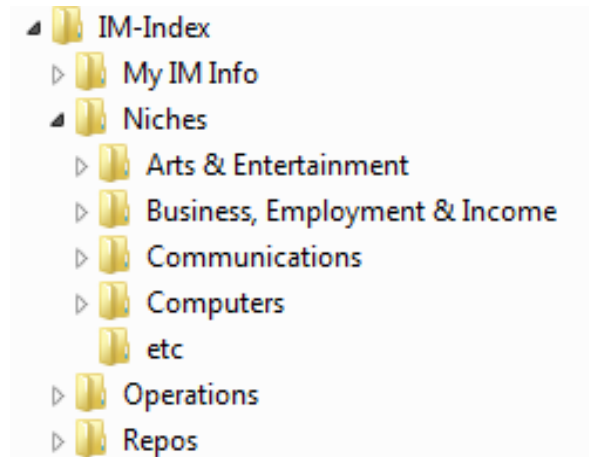 IM-Index
My IM Info
Niches
Arts & Entertainment
Business, Employment & Income
Communications
Computers
etc
Operations
Repos